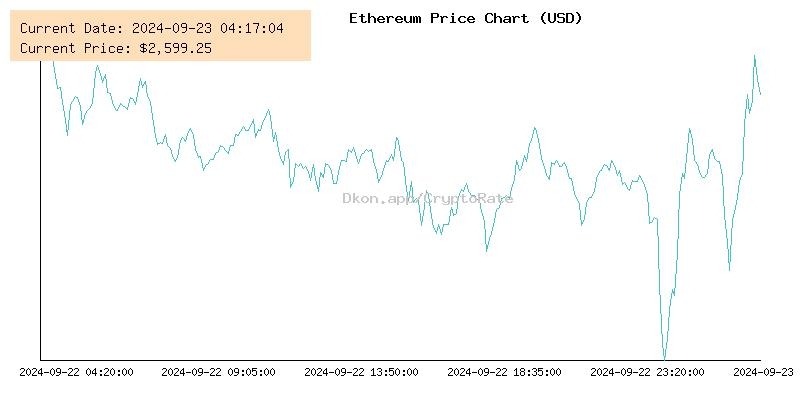 Ethereum Price Chart (USD)
Current Date: 2024-09-23 04:17:04
Current Price: $2,599.25
Dkon.app/CryptoRate
2024-09-22 04:20:00
2024-09-22 09:05:00
2024-09-22 13:50:00
2024-09-22 18:35:00
2024-09-22 23:20:00
2024-09-23